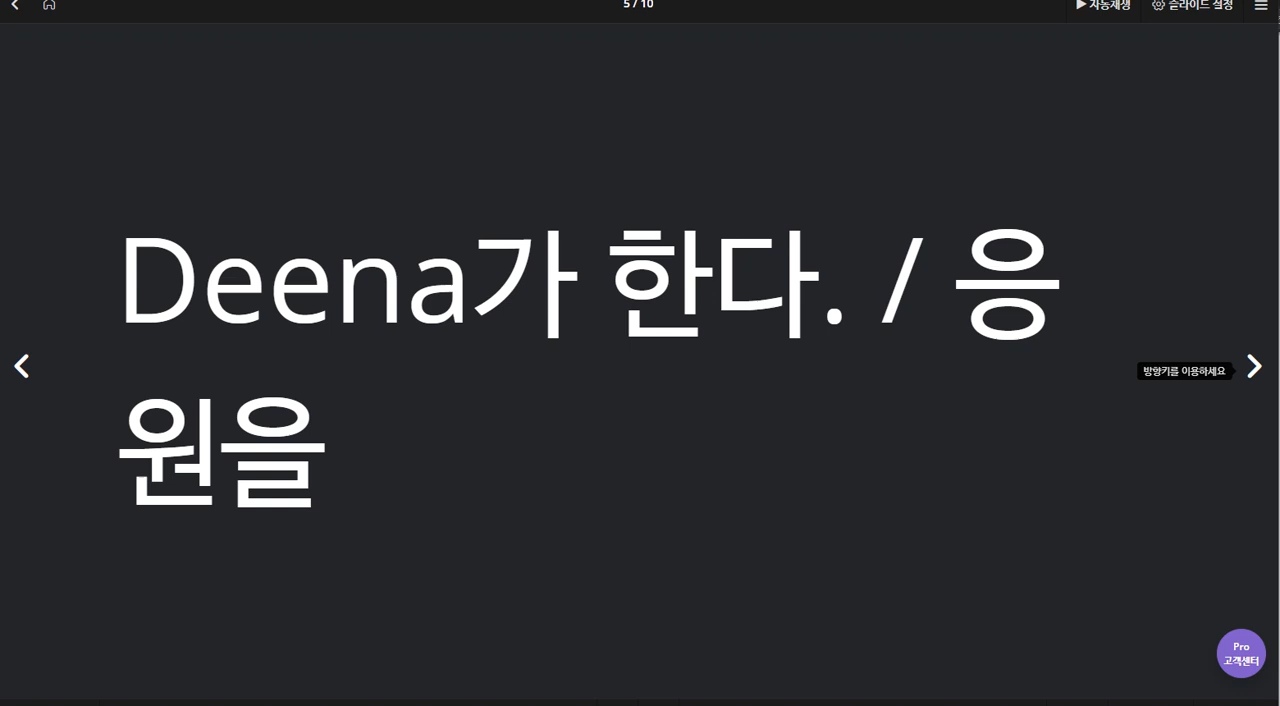 5 / 10
▶ 자동재생
슬라이드 설정
Deena가 한다. / 응
원을
방향키를 이용하세요
Pro
고객센터